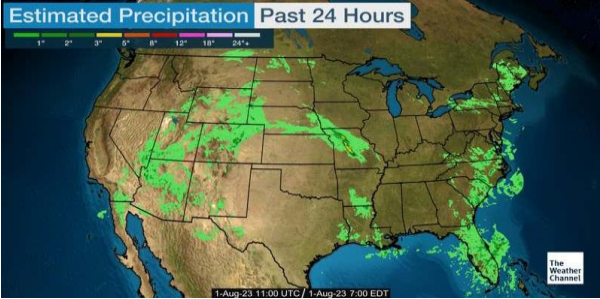 Estimated Precipitation Past 24 Hours
1" 2" 3" 5" 8" 12" 18" 24"+
The
Weather
Channel
1-Aug-23 11:00 UTC / 1-Aug-23 7:00 EDT